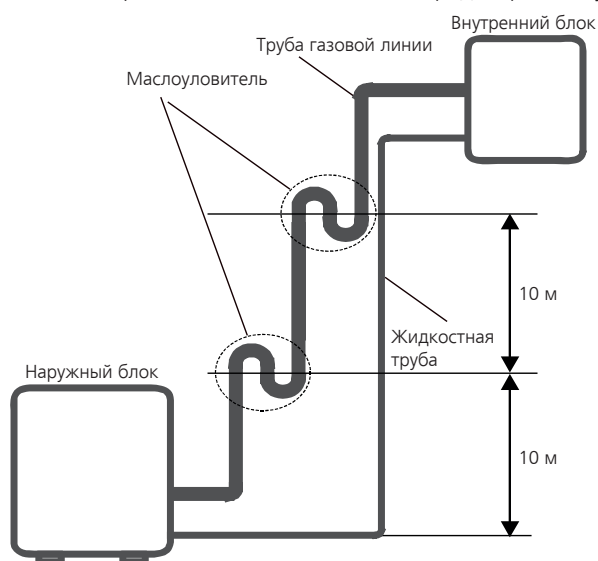 Внутренний блок
Труба газовой линии
Маслоуловитель
10 м
Жидкостная
труба
Наружный блок
10 м